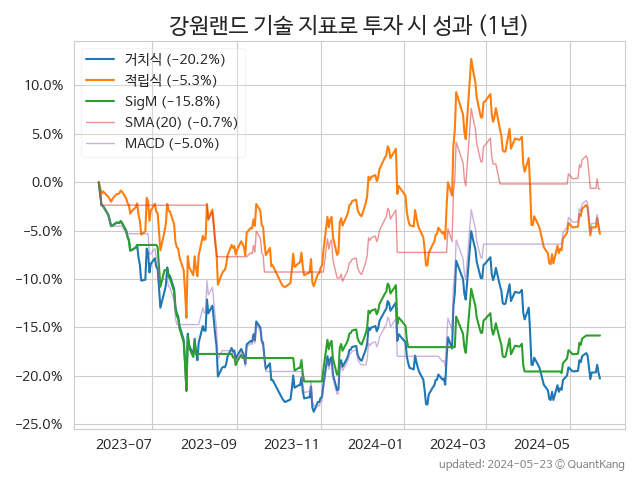 강원랜드 기술 지표로 투자 시 성과 (1년)
거치식 (−20.2%)
적립식 (−5.3%)
SigM (−15.8%)
SMA(20) (−0.7%)
MACD (−5.0%)
10.0%
5.0%
0.0%
−5.0%
−10.0%
−15.0%
−20.0%
−25.0%
2023−07 2023−09 2023−11 2024−01 2024−03 2024−05
updated: 2024−05−23 © QuantKang